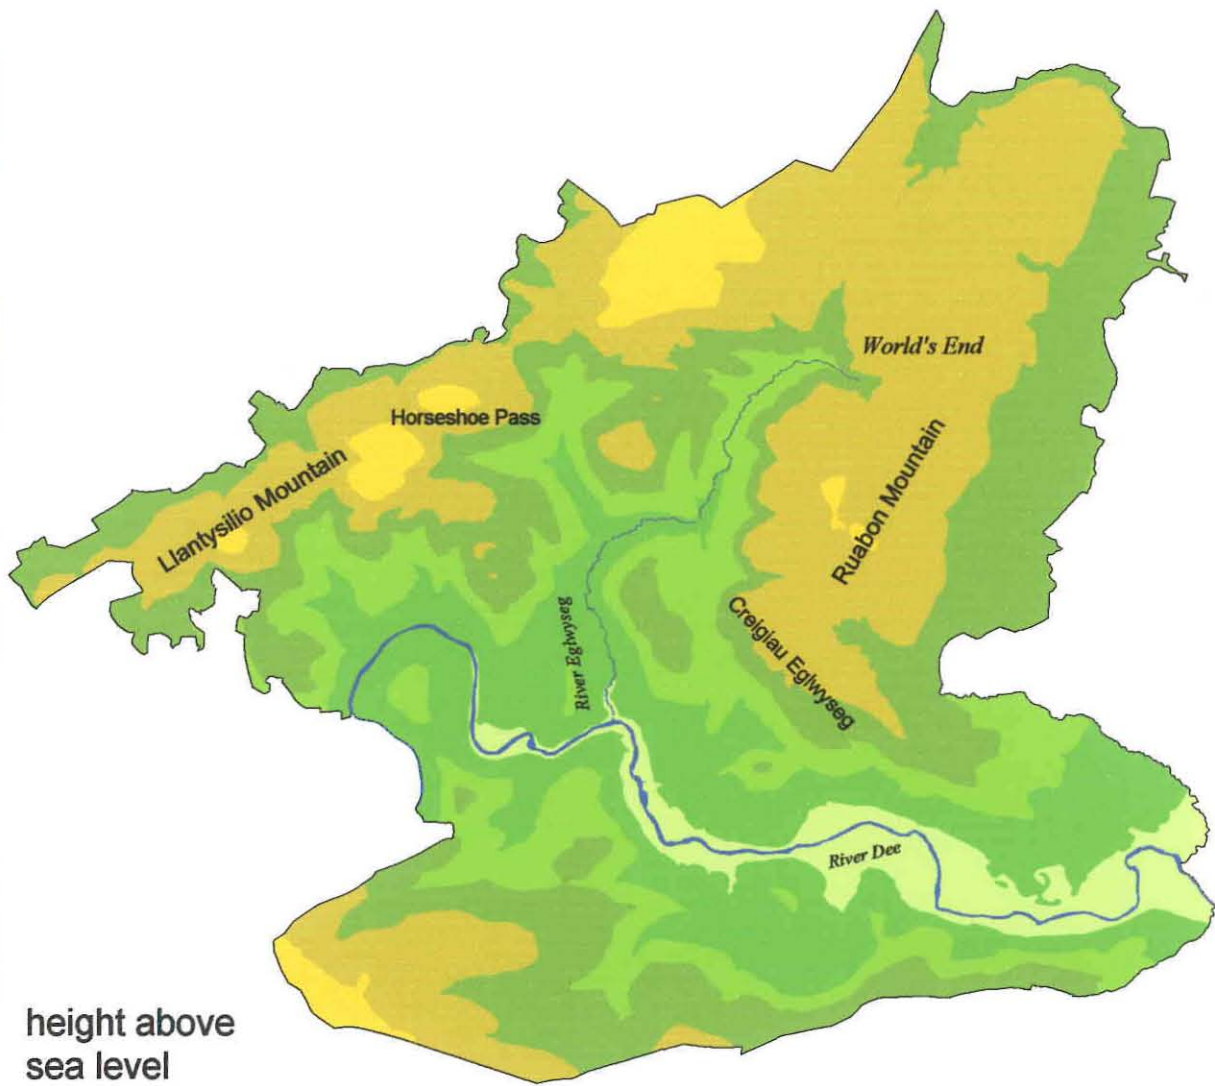 World's End
Horseshoe Pass
Ruabon Mountain
Llantysilio Mountain
Creigiau Eglwyseg
River Eglwyseg
River Dee
height above
sea level